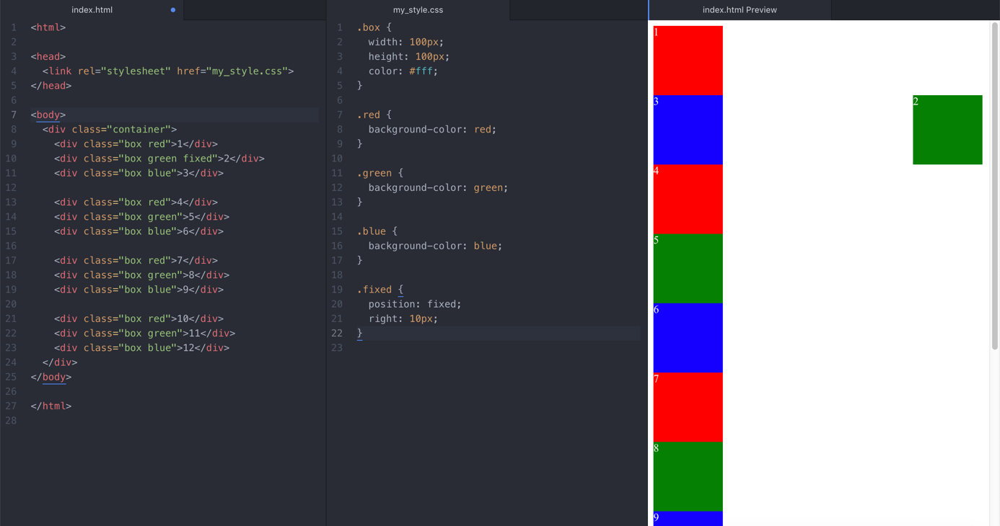 index.html
1 <html>
2
3 <head>
4   <link rel="stylesheet" href="my_style.css">
5 </head>
6
7 <body>
8   <div class="container">
9     <div class="box red">1</div>
10     <div class="box green fixed">2</div>
11     <div class="box blue">3</div>
12
13     <div class="box red">4</div>
14     <div class="box green">5</div>
15     <div class="box blue">6</div>
16
17     <div class="box red">7</div>
18     <div class="box green">8</div>
19     <div class="box blue">9</div>
20
21     <div class="box red">10</div>
22     <div class="box green">11</div>
23     <div class="box blue">12</div>
24   </div>
25 </body>
26
27 </html>
28
my_style.css
1 .box {
2   width: 100px;
3   height: 100px;
4   color: #fff;
5 }
6
7 .red {
8   background-color: red;
9 }
10
11 .green {
12   background-color: green;
13 }
14
15 .blue {
16   background-color: blue;
17 }
18
19 .fixed {
20   position: fixed;
21   right: 10px;
22 }
23
index.html Preview
1
3
2
4
5
6
7
8
9